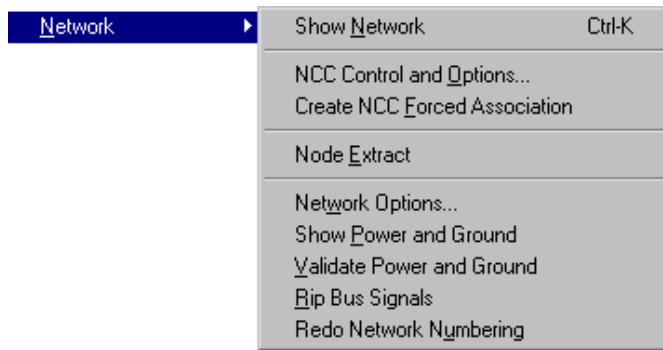 Network
Show Network Ctrl-K
NCC Control and Options...
Create NCC Forced Association
Node Extract
Network Options...
Show Power and Ground
Validate Power and Ground
Rip Bus Signals
Redo Network Numbering